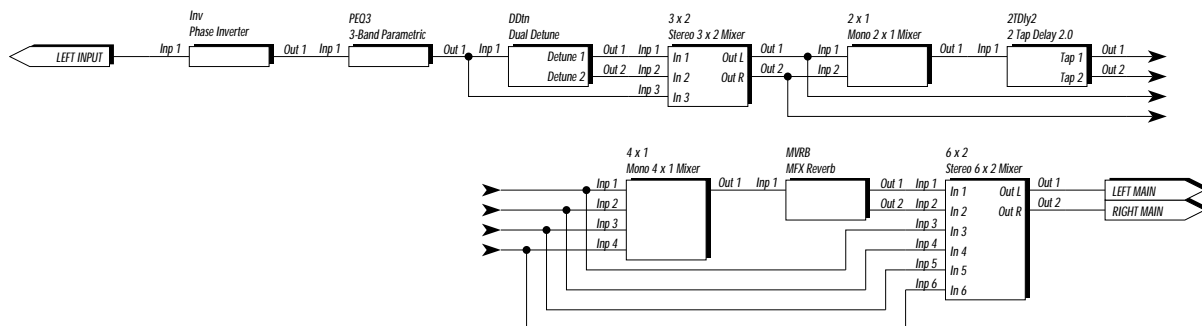 Inv
Phase Inverter
PEQ3
3-Band Parametric
DDtn
Dual Detune
3 x 2
Stereo 3 x 2 Mixer
2 x 1
Mono 2 x 1 Mixer
2TDly2
2 Tap Delay 2.0
LEFT INPUT
Inp 1
Out 1
Inp 1
Out 1
Inp 1
Detune 1
Out 1
Inp 1
In 1
Out L
Out 1
Inp 1
Out 1
Inp 1
Tap 1
Out 1
Detune 2
Out 2
Inp 2
In 2
Out R
Out 2
Inp 2
Tap 2
Out 2
Inp 3
In 3
4 x 1
Mono 4 x 1 Mixer
MVRB
MFX Reverb
6 x 2
Stereo 6 x 2 Mixer
Inp 1
Out 1
Inp 1
Out 1
Inp 1
In 1
Out L
Out 1
LEFT MAIN
Inp 2
Out 2
Inp 2
In 2
Out R
Out 2
RIGHT MAIN
Inp 3
Inp 3
In 3
Inp 4
Inp 4
In 4
Inp 5
In 5
Inp 6
In 6